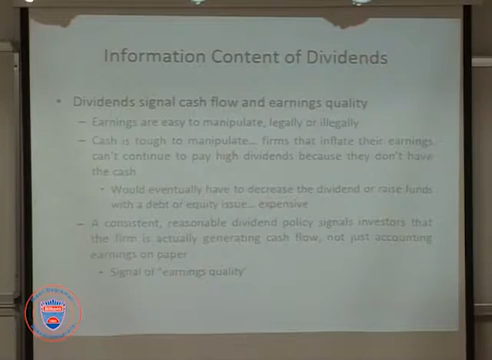 Information Content of Dividends
• Dividends signal cash flow and earnings quality
– Earnings are easy to manipulate, legally or illegally
– Cash is tough to manipulate… firms that inflate their earnings
can't continue to pay high dividends because they don't have
the cash
• Would eventually have to decrease the dividend or raise funds
with a debt or equity issue… expensive
– A consistent, reasonable dividend policy signals investors that
the firm is actually generating cash flow, not just accounting
earnings on paper
• Signal of "earnings quality"